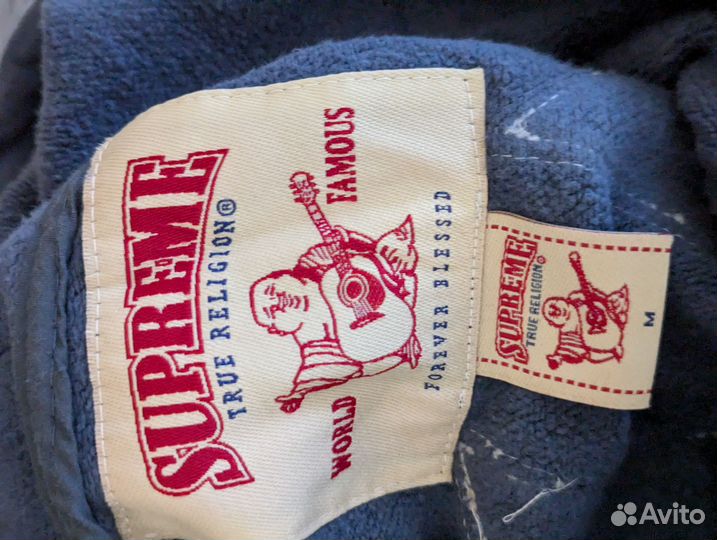 SUPREME
TRUE RELIGION®
WORLD FAMOUS
FOREVER BLESSED
SUPREME
TRUE RELIGION®
M
Avito